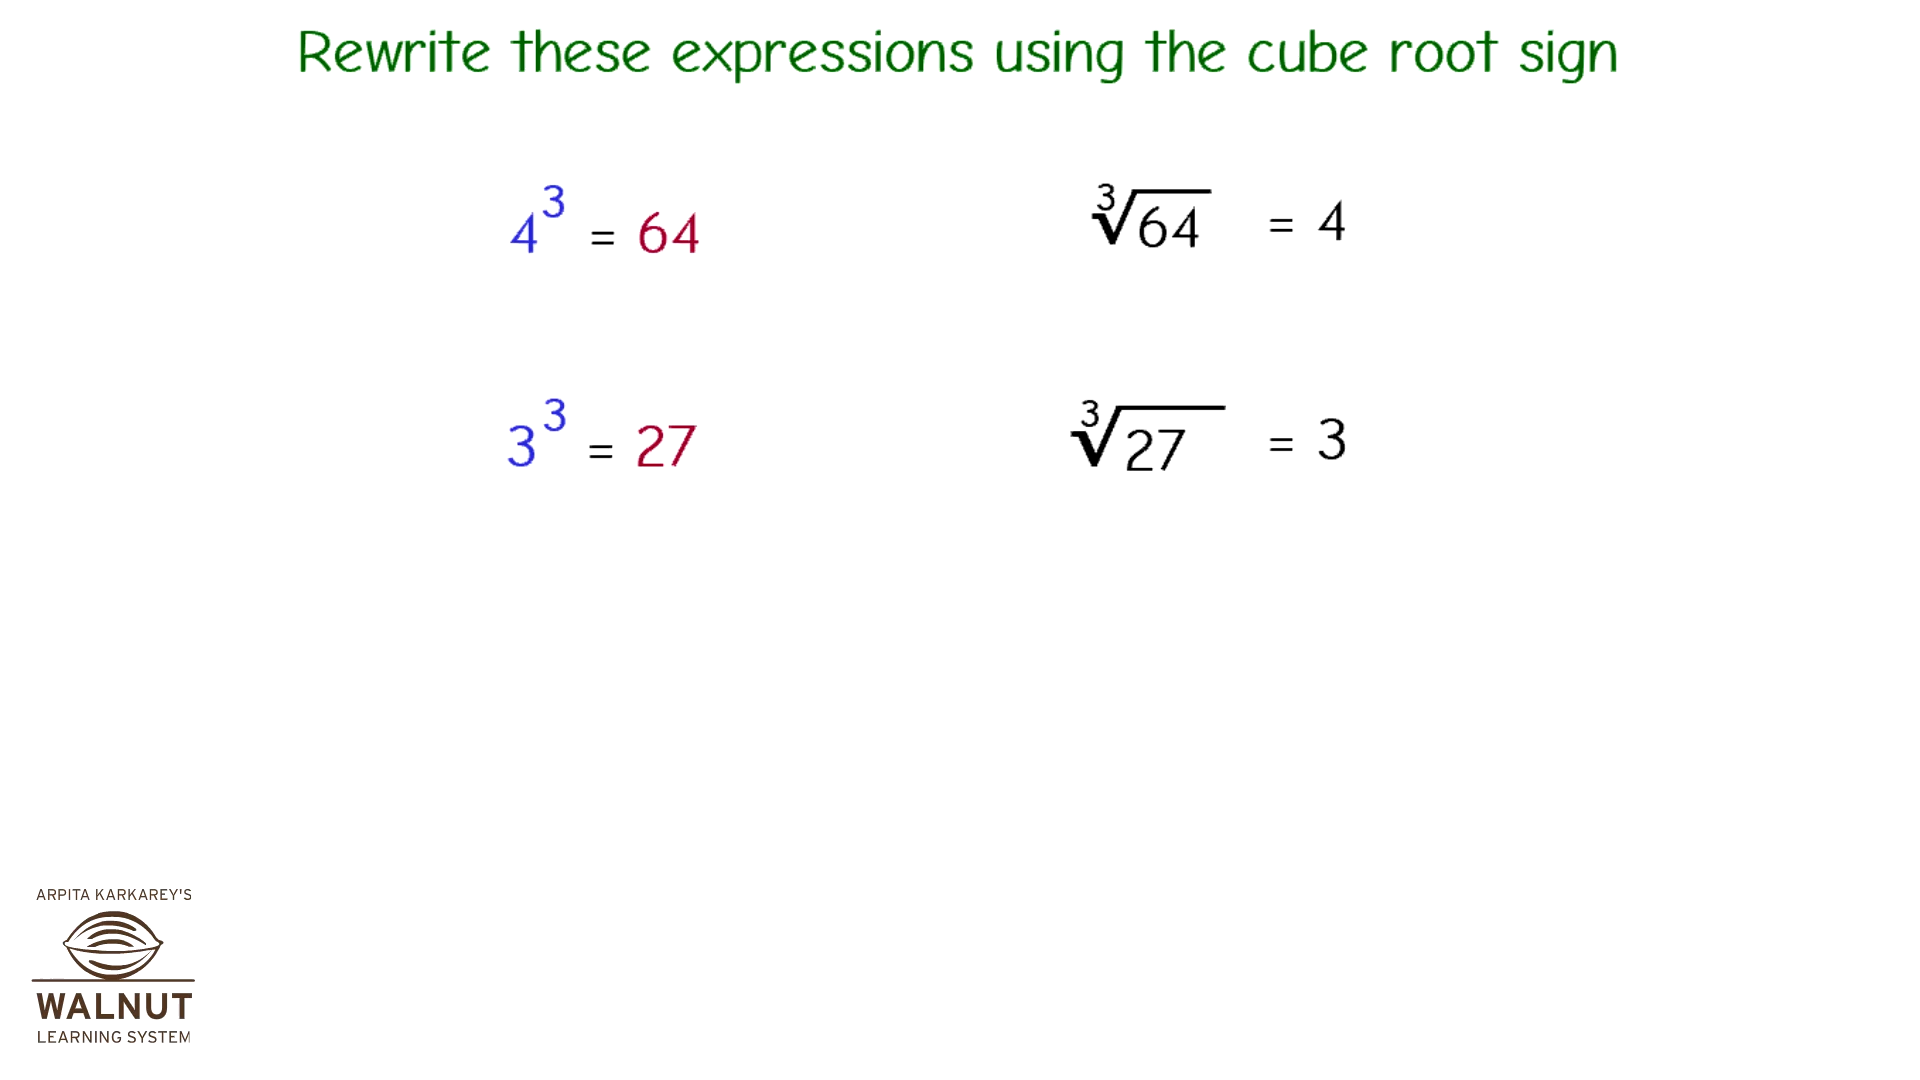 Rewrite these expressions using the cube root sign
4³ = 64
∛64 = 4
3³ = 27
∛27 = 3
ARPITA KARKAREY'S
WALNUT
LEARNING SYSTEM